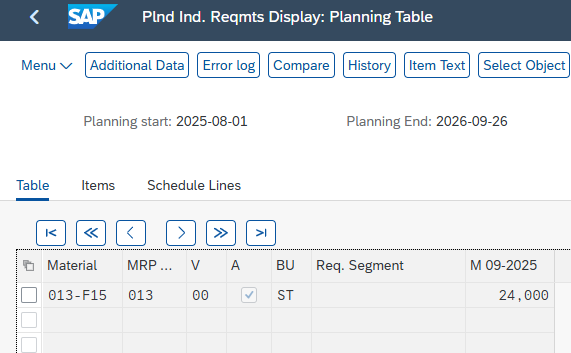 SAP Plnd Ind. Reqmts Display: Planning Table
Menu Additional Data Error log Compare History Item Text Select Object
Planning start: 2025-08-01 Planning End: 2026-09-26
Table Items Schedule Lines
Material MRP ... V A BU Req. Segment M 09-2025
013-F15 013 00 ST 24,000